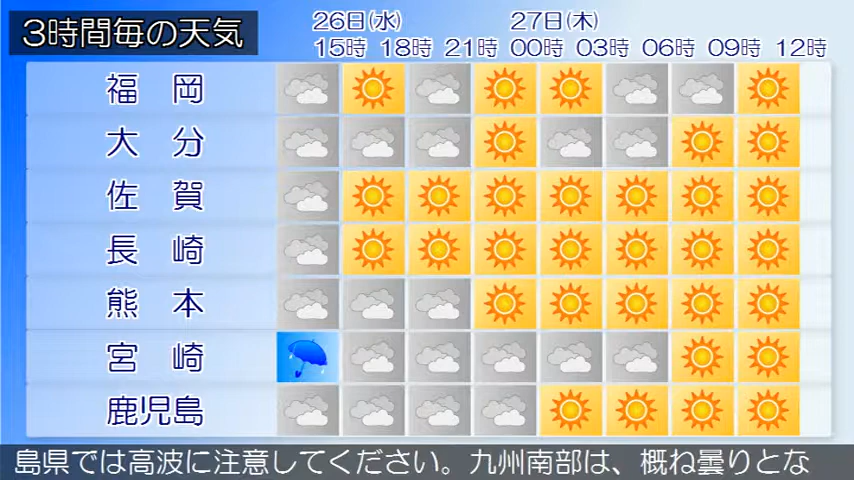 3時間毎の天気
26日(水) 27日(木)
15時 18時 21時 00時 03時 06時 09時 12時
福岡
大分
佐賀
長崎
熊本
宮崎
鹿児島
島県では高波に注意してください。九州南部は、概ね曇りとな